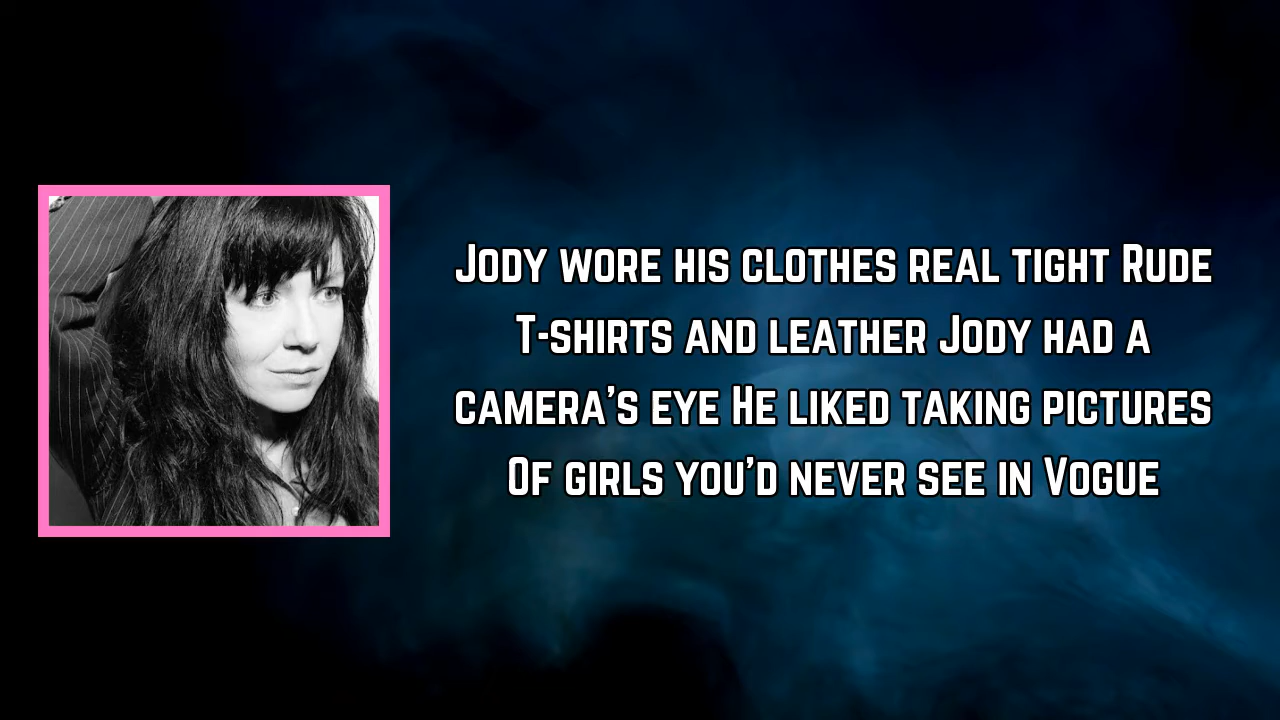 Jody wore his clothes real tight Rude
T-shirts and leather Jody had a
camera's eye He liked taking pictures
Of girls you'd never see in Vogue